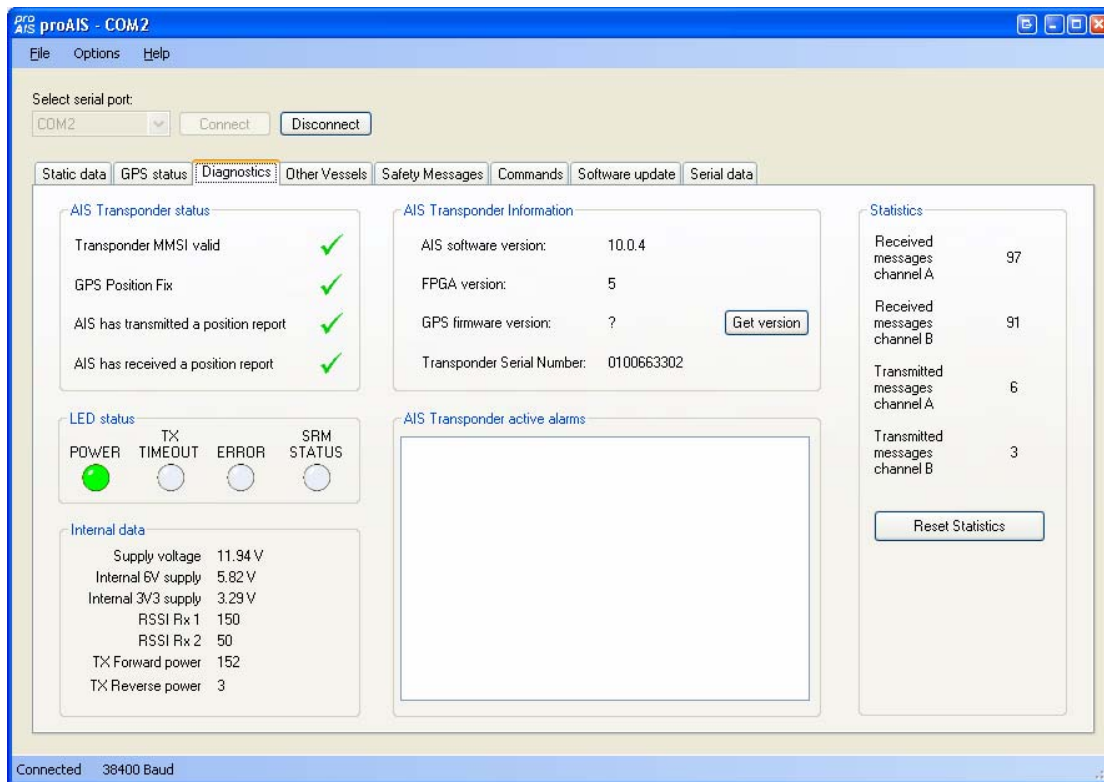 pro AIS proAIS - COM2
File Options Help
Select serial port:
COM2 Connect Disconnect
Static data GPS status Diagnostics Other Vessels Safety Messages Commands Software update Serial data
AIS Transponder status
Transponder MMSI valid
GPS Position Fix
AIS has transmitted a position report
AIS has received a position report
LED status
POWER TX TIMEOUT ERROR SRM STATUS
Internal data
Supply voltage 11.94 V
Internal 6V supply 5.82 V
Internal 3V3 supply 3.29 V
RSSI Rx 1 150
RSSI Rx 2 50
TX Forward power 152
TX Reverse power 3
AIS Transponder Information
AIS software version: 10.0.4
FPGA version: 5
GPS firmware version: ? Get version
Transponder Serial Number: 0100663302
AIS Transponder active alarms
Statistics
Received
messages 97
channel A
Received
messages 91
channel B
Transmitted
messages 6
channel A
Transmitted
messages 3
channel B
Reset Statistics
Connected 38400 Baud